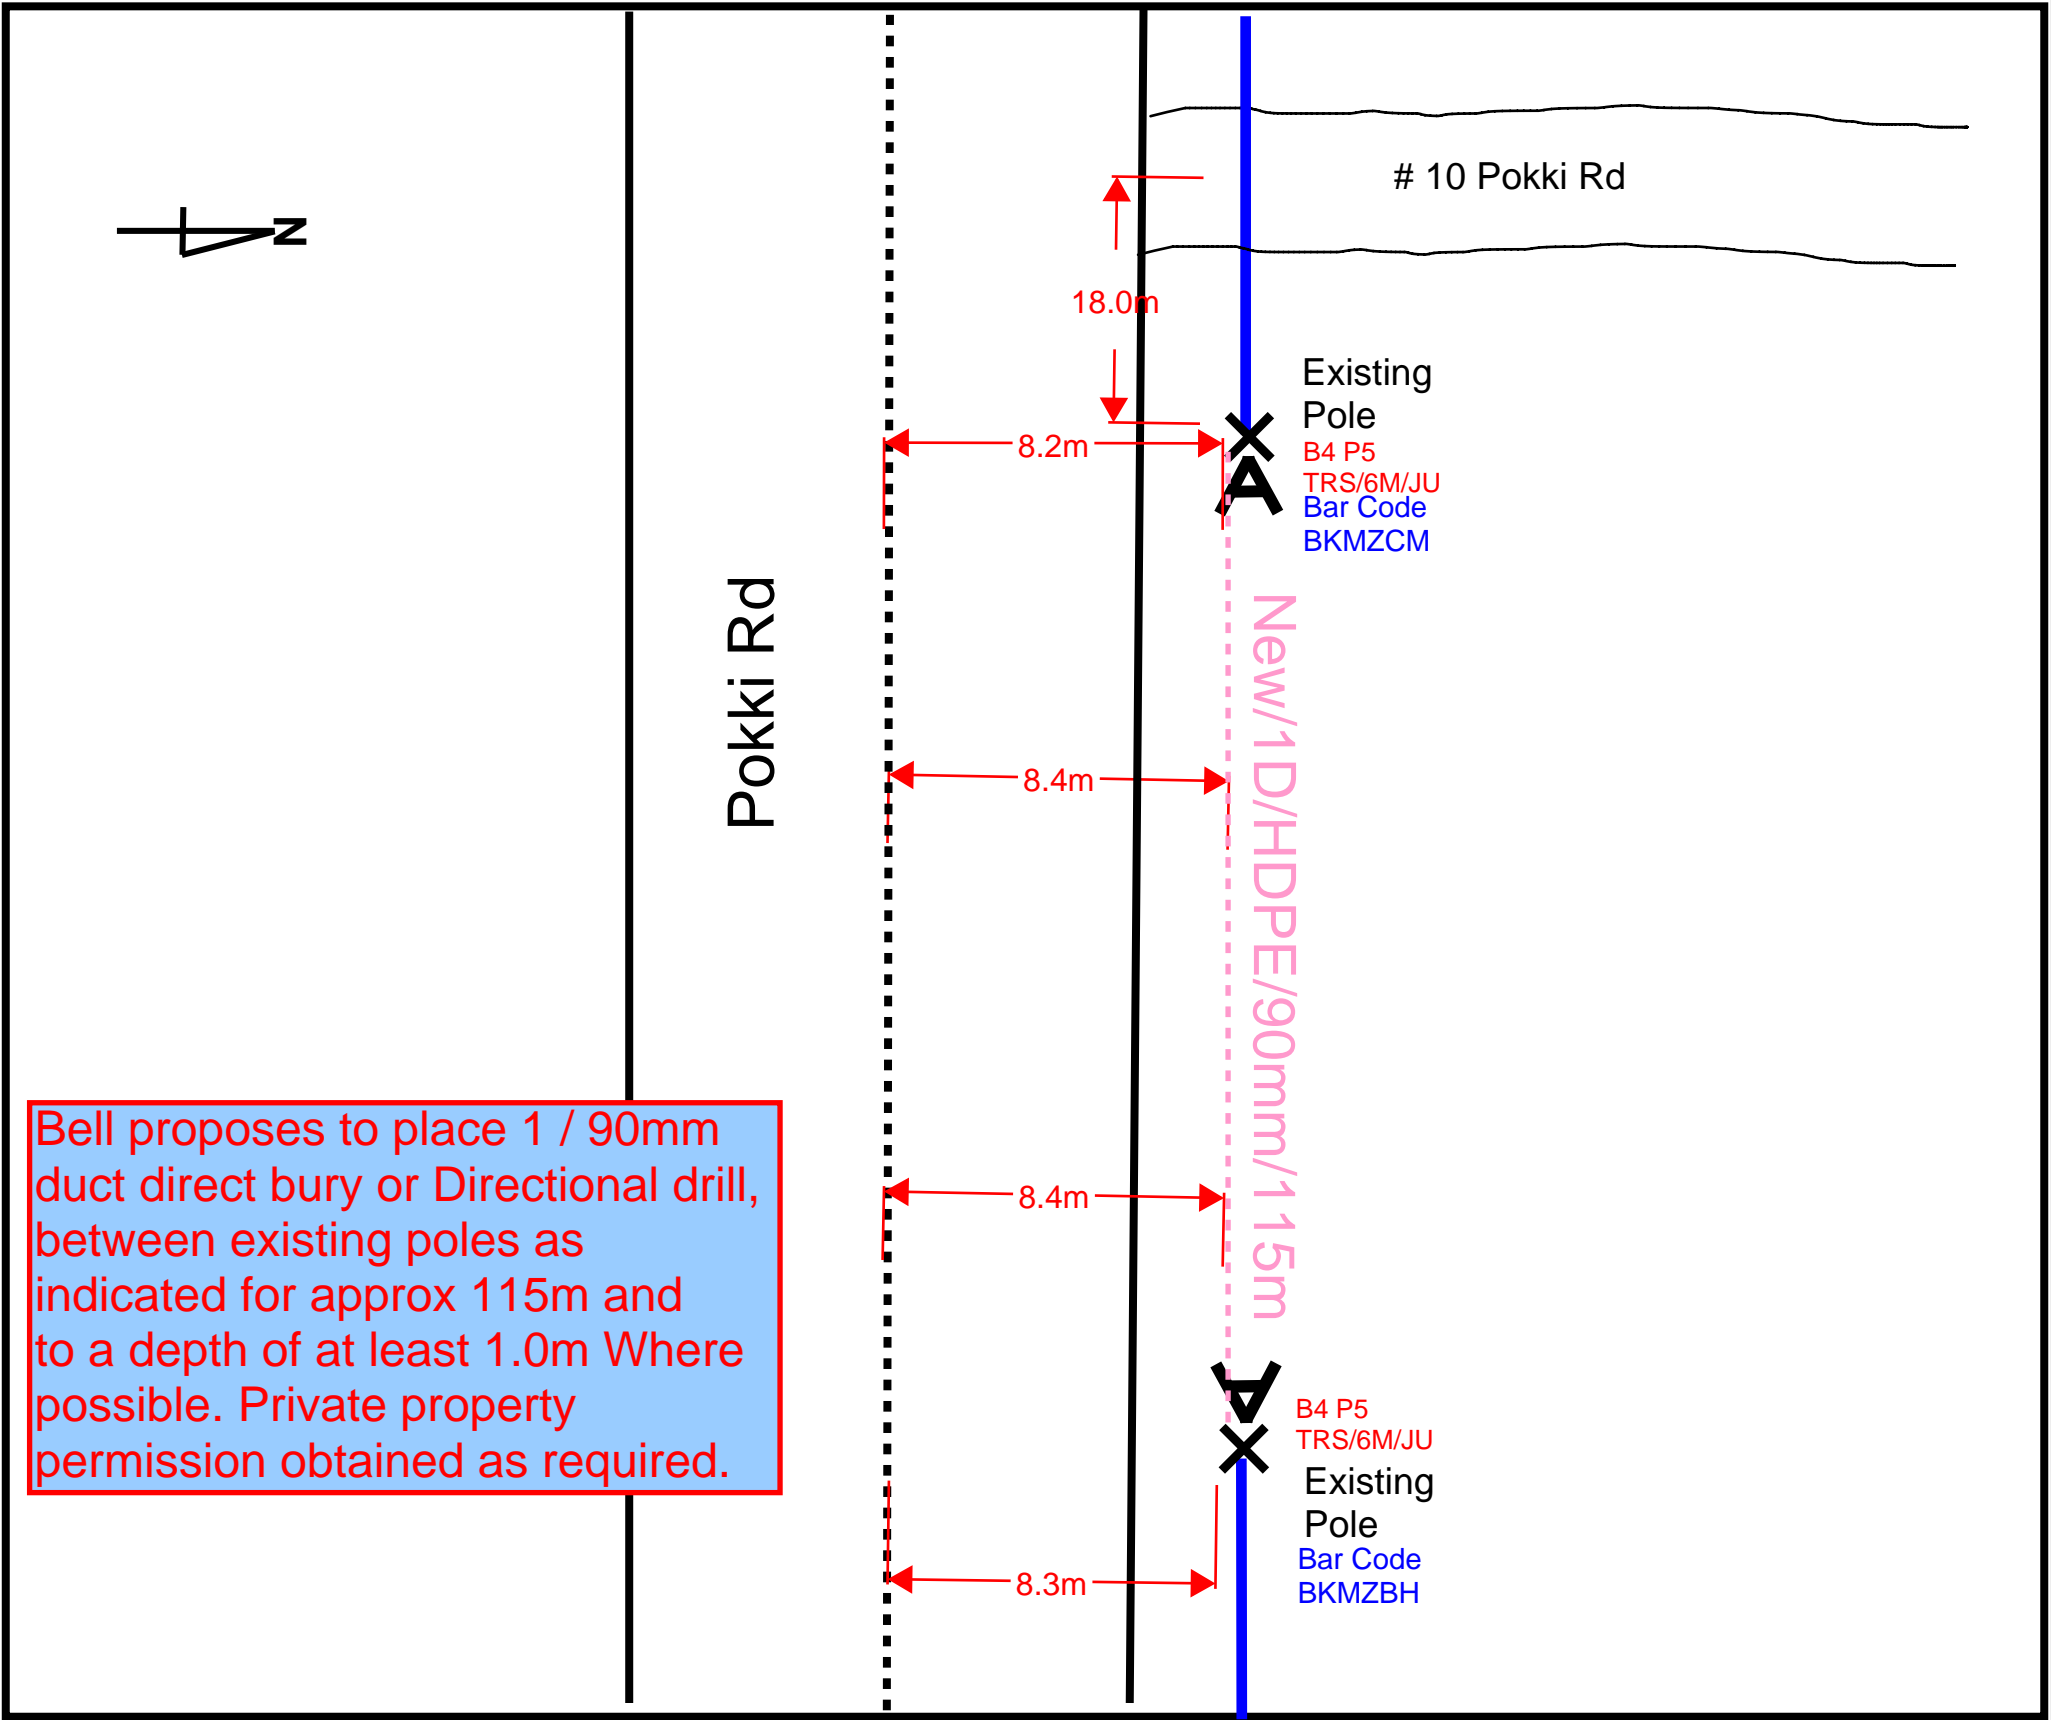 # 10 Pokki Rd
N
18.0m
Existing
Pole
B4 P5
TRS/6M/JU
Bar Code
BKMZCM
8.2m
A
Pokki Rd
New/1D/HDPE/90mm/115m
8.4m
Bell proposes to place 1 / 90mm
duct direct bury or Directional drill,
between existing poles as
indicated for approx 115m and
to a depth of at least 1.0m Where
possible. Private property
permission obtained as required.
8.4m
A
B4 P5
TRS/6M/JU
Existing
Pole
Bar Code
BKMZBH
8.3m